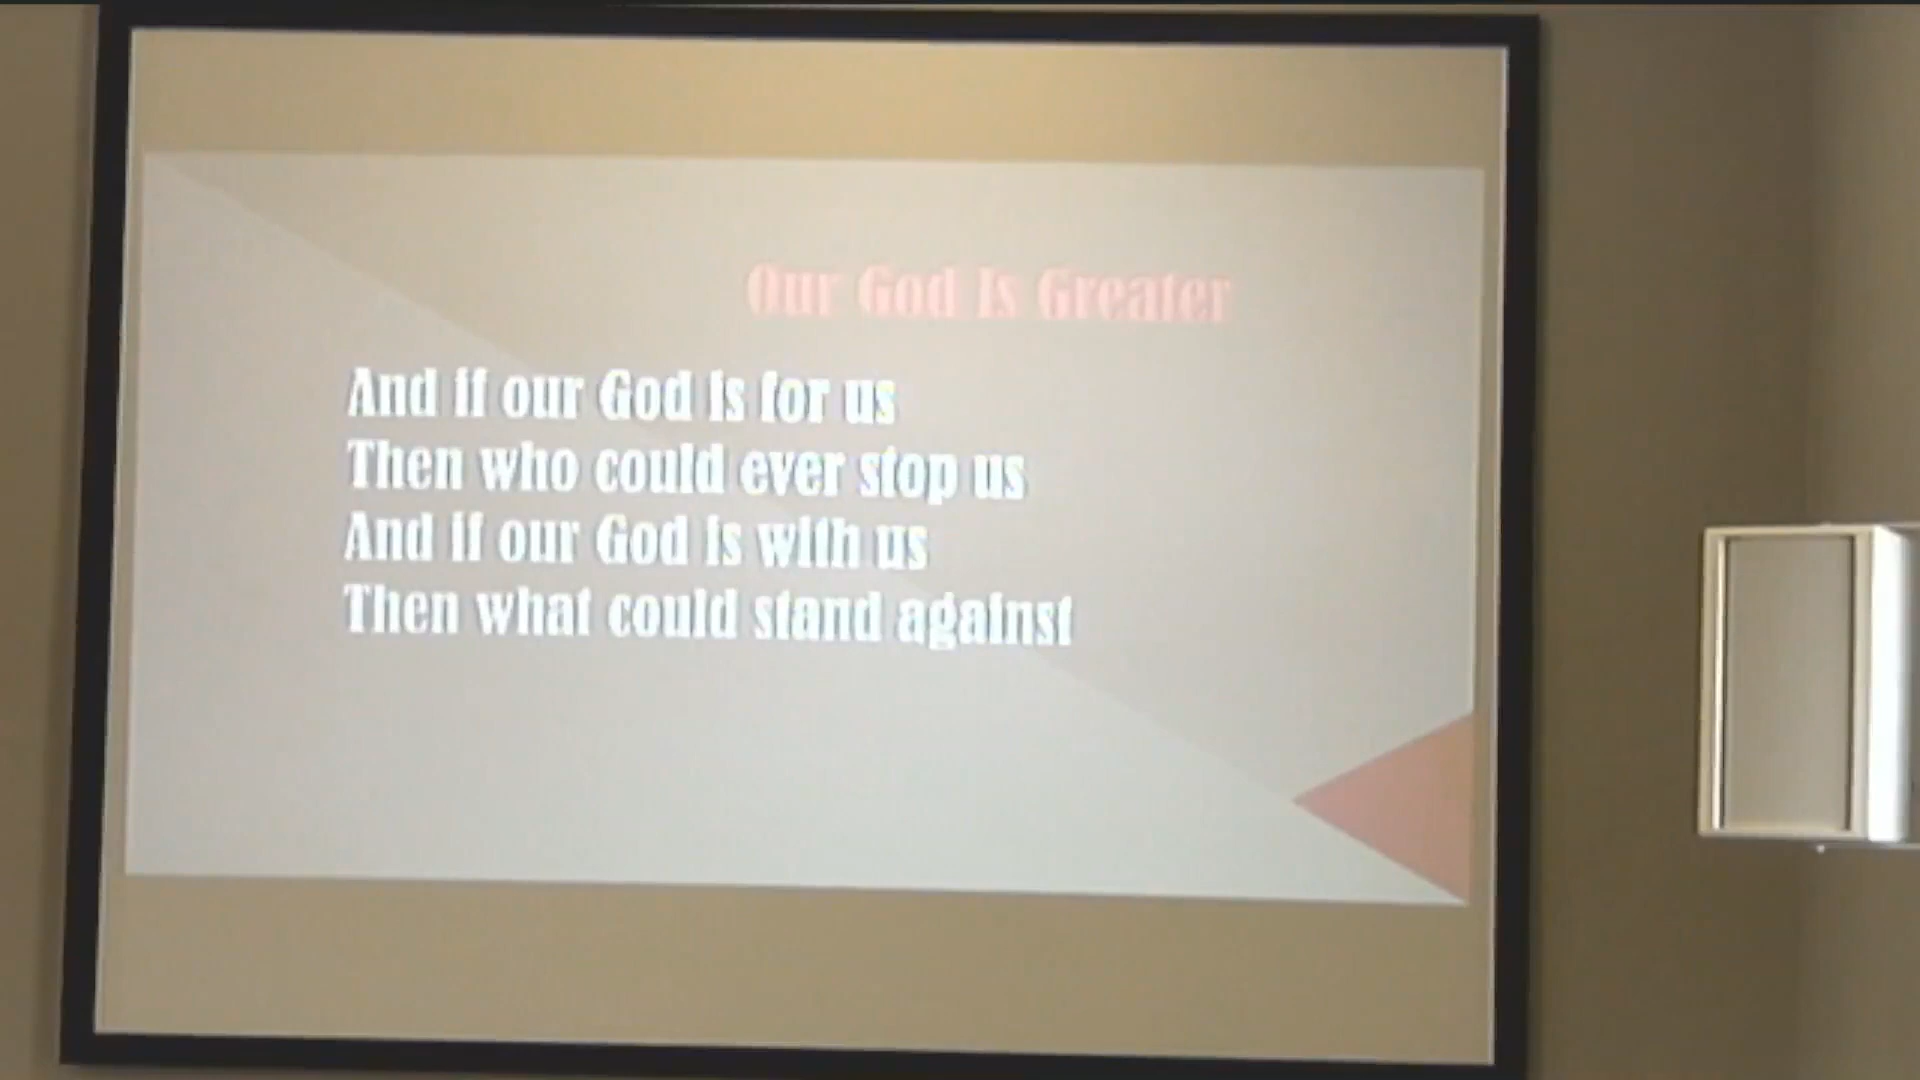 Our God Is Greater
And if our God is for us
Then who could ever stop us
And if our God is with us
Then what could stand against